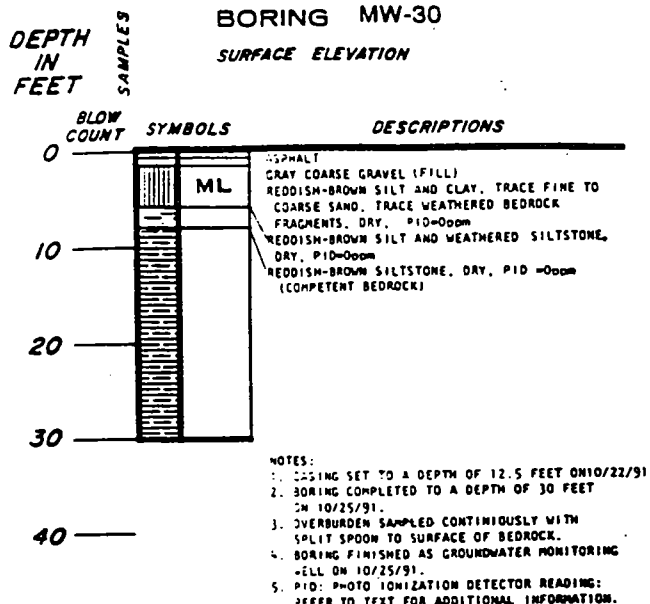 BORING MW-30
SURFACE ELEVATION
DEPTH
IN
FEET
SAMPLES
BLOW
COUNT
SYMBOLS
DESCRIPTIONS
0
ASPHALT
GRAY COARSE GRAVEL (FILL)
REDDISH-BROWN SILT AND CLAY, TRACE FINE TO
COARSE SAND, TRACE WEATHERED BEDROCK
FRAGMENTS, DRY, PID=0ppm
ML
REDDISH-BROWN SILT AND WEATHERED SILTSTONE,
DRY, PID=0ppm
10
REDDISH-BROWN SILTSTONE, DRY, PID =0ppm
(COMPETENT BEDROCK)
20
30
40
NOTES:
1. CASING SET TO A DEPTH OF 12.5 FEET ON10/22/91
2. BORING COMPLETED TO A DEPTH OF 30 FEET
ON 10/25/91.
3. OVERBURDEN SAMPLED CONTINIOUSLY WITH
SPLIT SPOON TO SURFACE OF BEDROCK.
4. BORING FINISHED AS GROUNDWATER MONITORING
WELL ON 10/25/91.
5. PID: PHOTO IONIZATION DETECTOR READING:
REFER TO TEXT FOR ADDITIONAL INFORMATION.